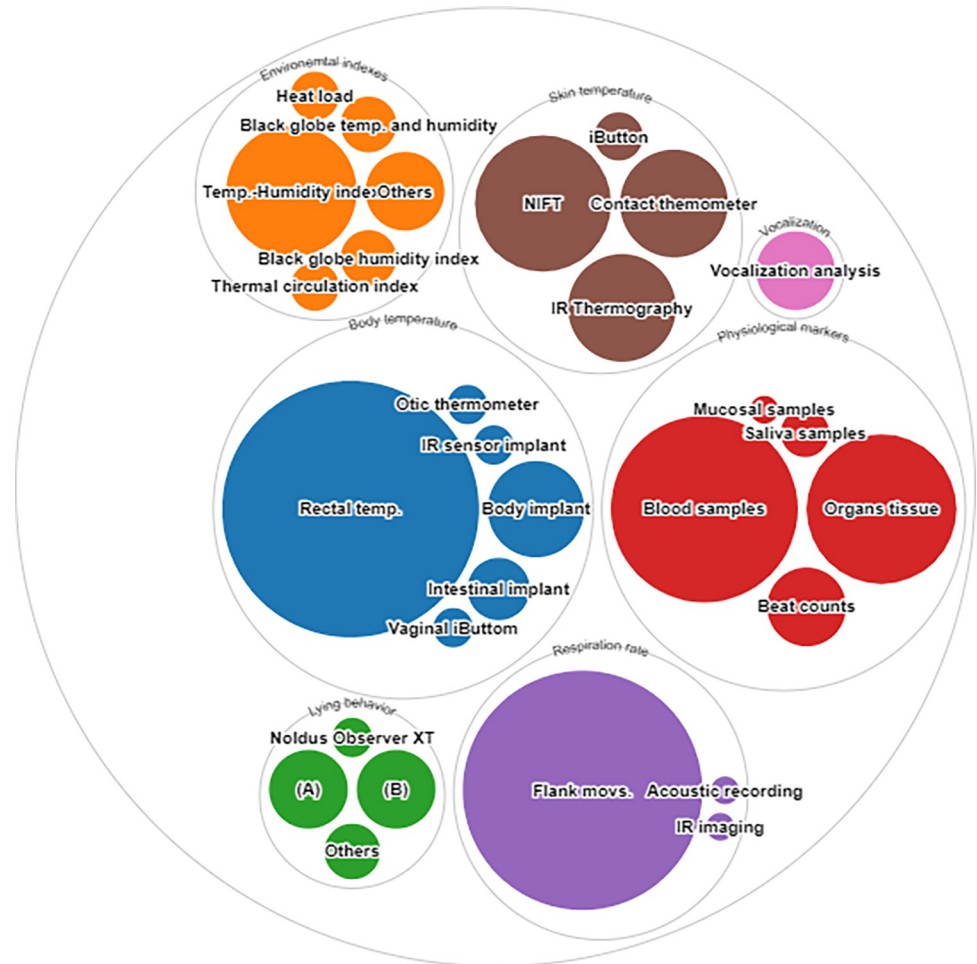 Environemtal indexes
Heat load
Black globe temp. and humidity
Temp.-Humidity index
Others
Black globe humidity index
Thermal circulation index
Skin temperature
iButton
NIFT
Contact themometer
IR Thermography
Vocalization
Vocalization analysis
Body temperature
Otic thermometer
IR sensor implant
Rectal temp.
Body implant
Intestinal implant
Vaginal iButtom
Physiological markers
Mucosal samples
Saliva samples
Blood samples
Organs tissue
Beat counts
Lying behavior
Noldus Observer XT
(A)
(B)
Others
Respiration rate
Flank movs.
Acoustic recording
IR imaging